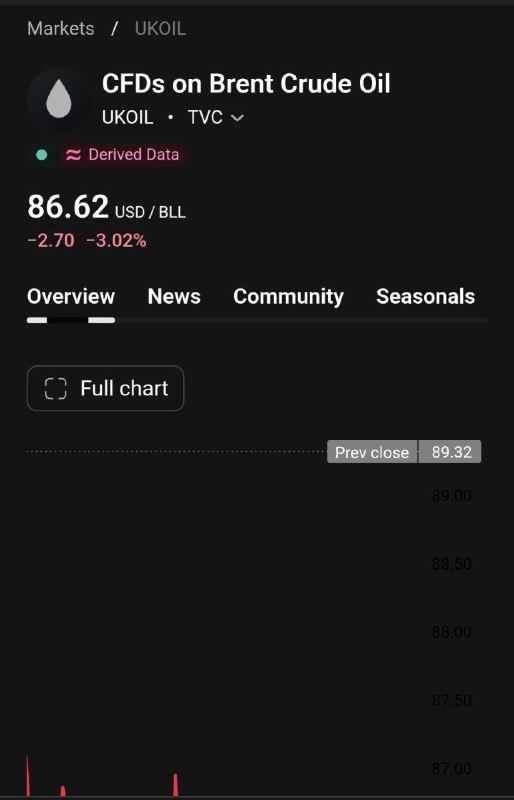 Markets / UKOIL
CFDs on Brent Crude Oil
UKOIL • TVC
Derived Data
86.62 USD / BLL
−2.70 −3.02%
Overview News Community Seasonals
Full chart
Prev close 89.32
89.00
88.50
88.00
87.50
87.00